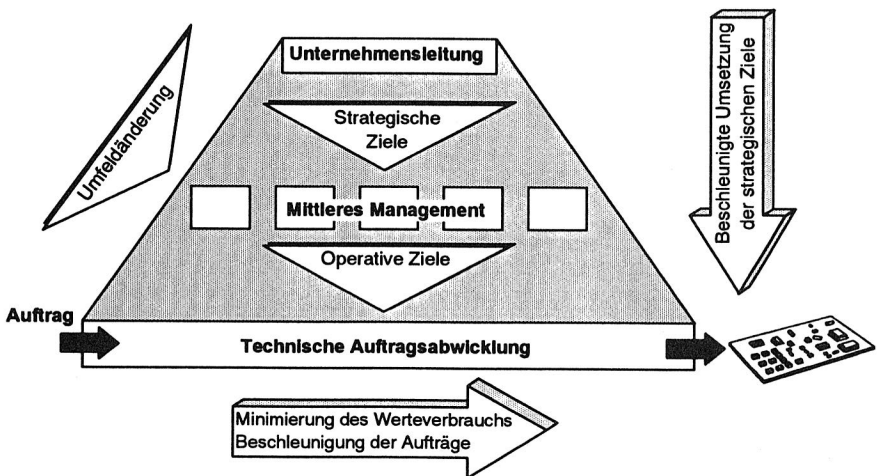 Unternehmensleitung
Umfeldänderung
Strategische
Ziele
Beschleunigte Umsetzung
der strategischen Ziele
Mittleres Management
Operative Ziele
Auftrag
Technische Auftragsabwicklung
Minimierung des Werteverbrauchs
Beschleunigung der Aufträge